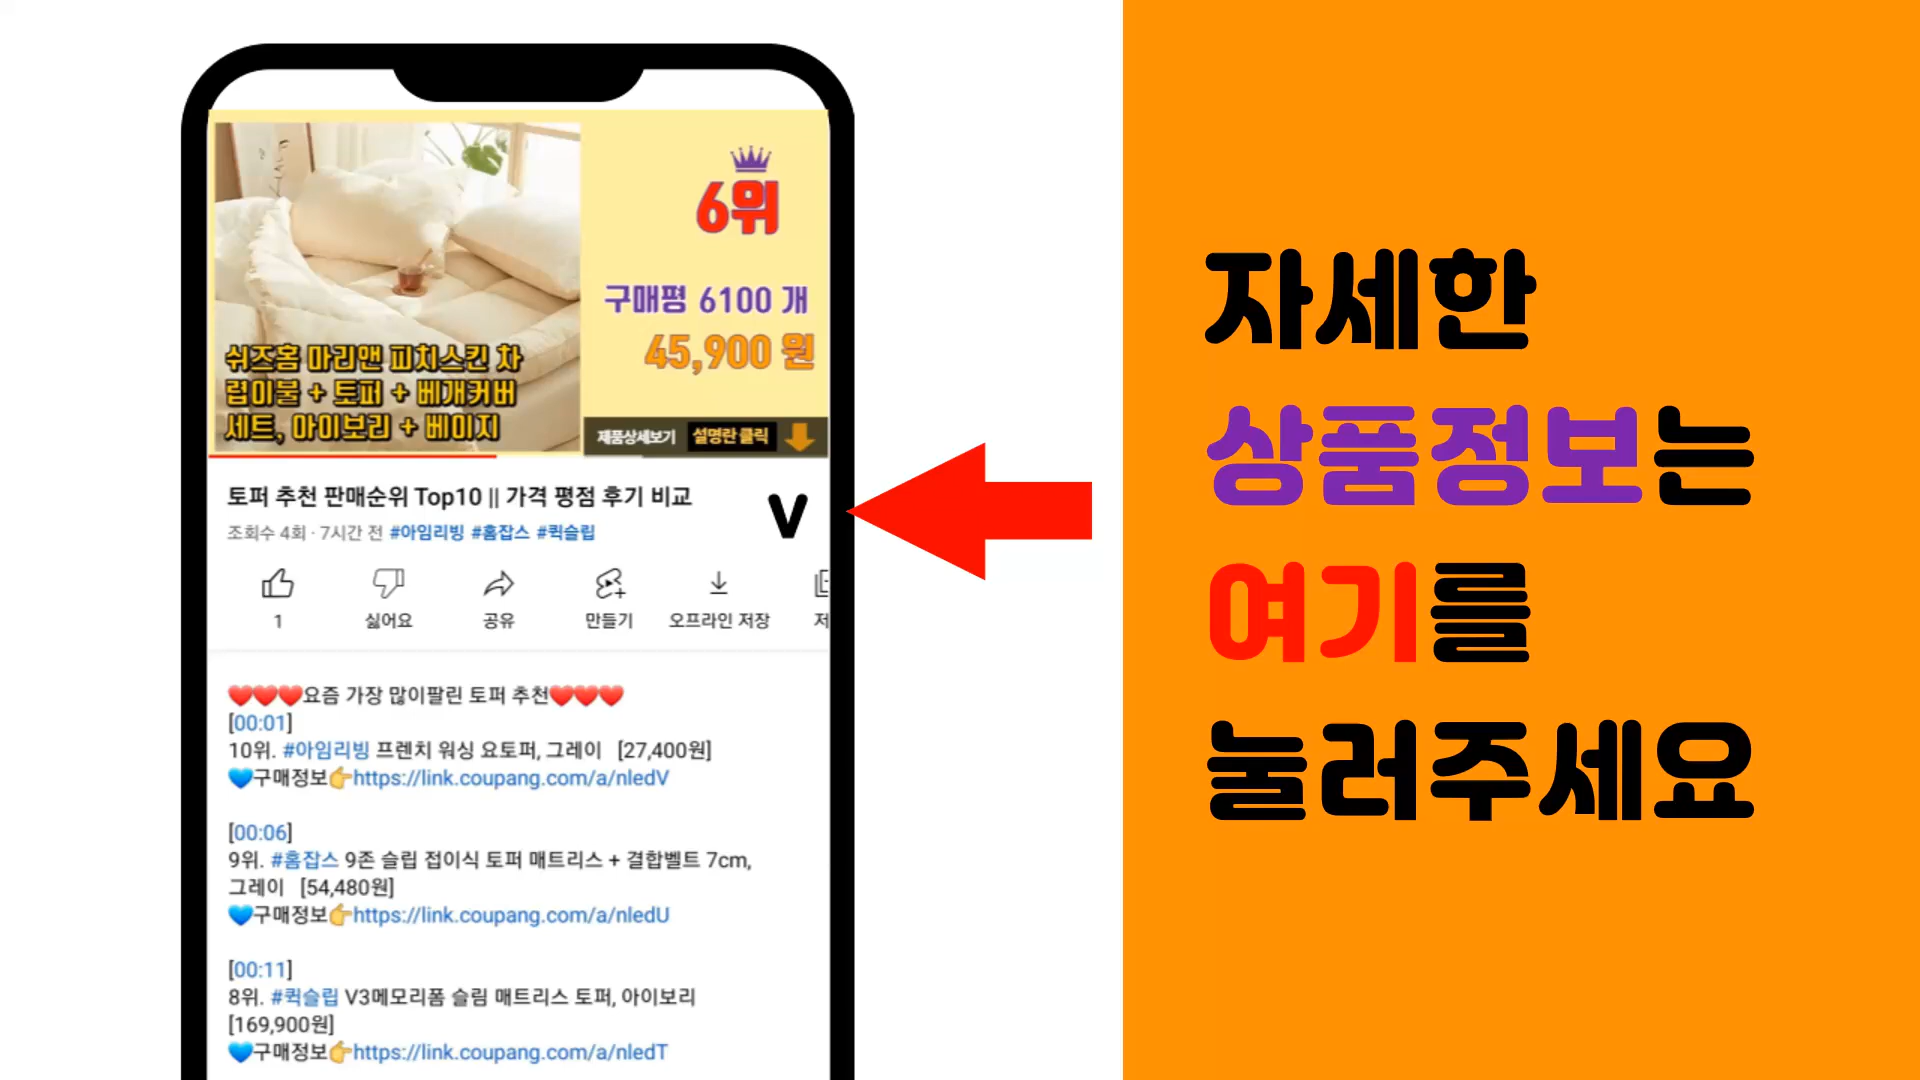 6위
구매평 6100 개
45,900 원
쉬즈홈 마리앤 피치스킨 차
렵이불 + 토퍼 + 베개커버
세트, 아이보리 + 베이지
제품상세보기 설명란 클릭
토퍼 추천 판매순위 Top10 || 가격 평점 후기 비교
V
조회수 4회 · 7시간 전 #아임리빙 #홈잡스 #퀵슬립
1 싫어요 공유 만들기 오프라인 저장 저
❤❤❤요즘 가장 많이팔린 토퍼 추천❤❤❤
[00:01]
10위. #아임리빙 프렌치 워싱 요토퍼, 그레이 [27,400원]
💙구매정보👉https://link.coupang.com/a/nledV
[00:06]
9위. #홈잡스 9존 슬립 접이식 토퍼 매트리스 + 결합벨트 7cm,
그레이 [54,480원]
💙구매정보👉https://link.coupang.com/a/nledU
[00:11]
8위. #퀵슬립 V3메모리폼 슬림 매트리스 토퍼, 아이보리
[169,900원]
💙구매정보👉https://link.coupang.com/a/nledT
자세한
상품정보는
여기를
눌러주세요